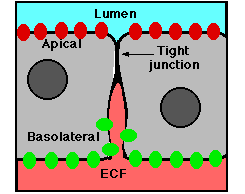 Lumen
Apical
Tight
junction
Basolateral
ECF